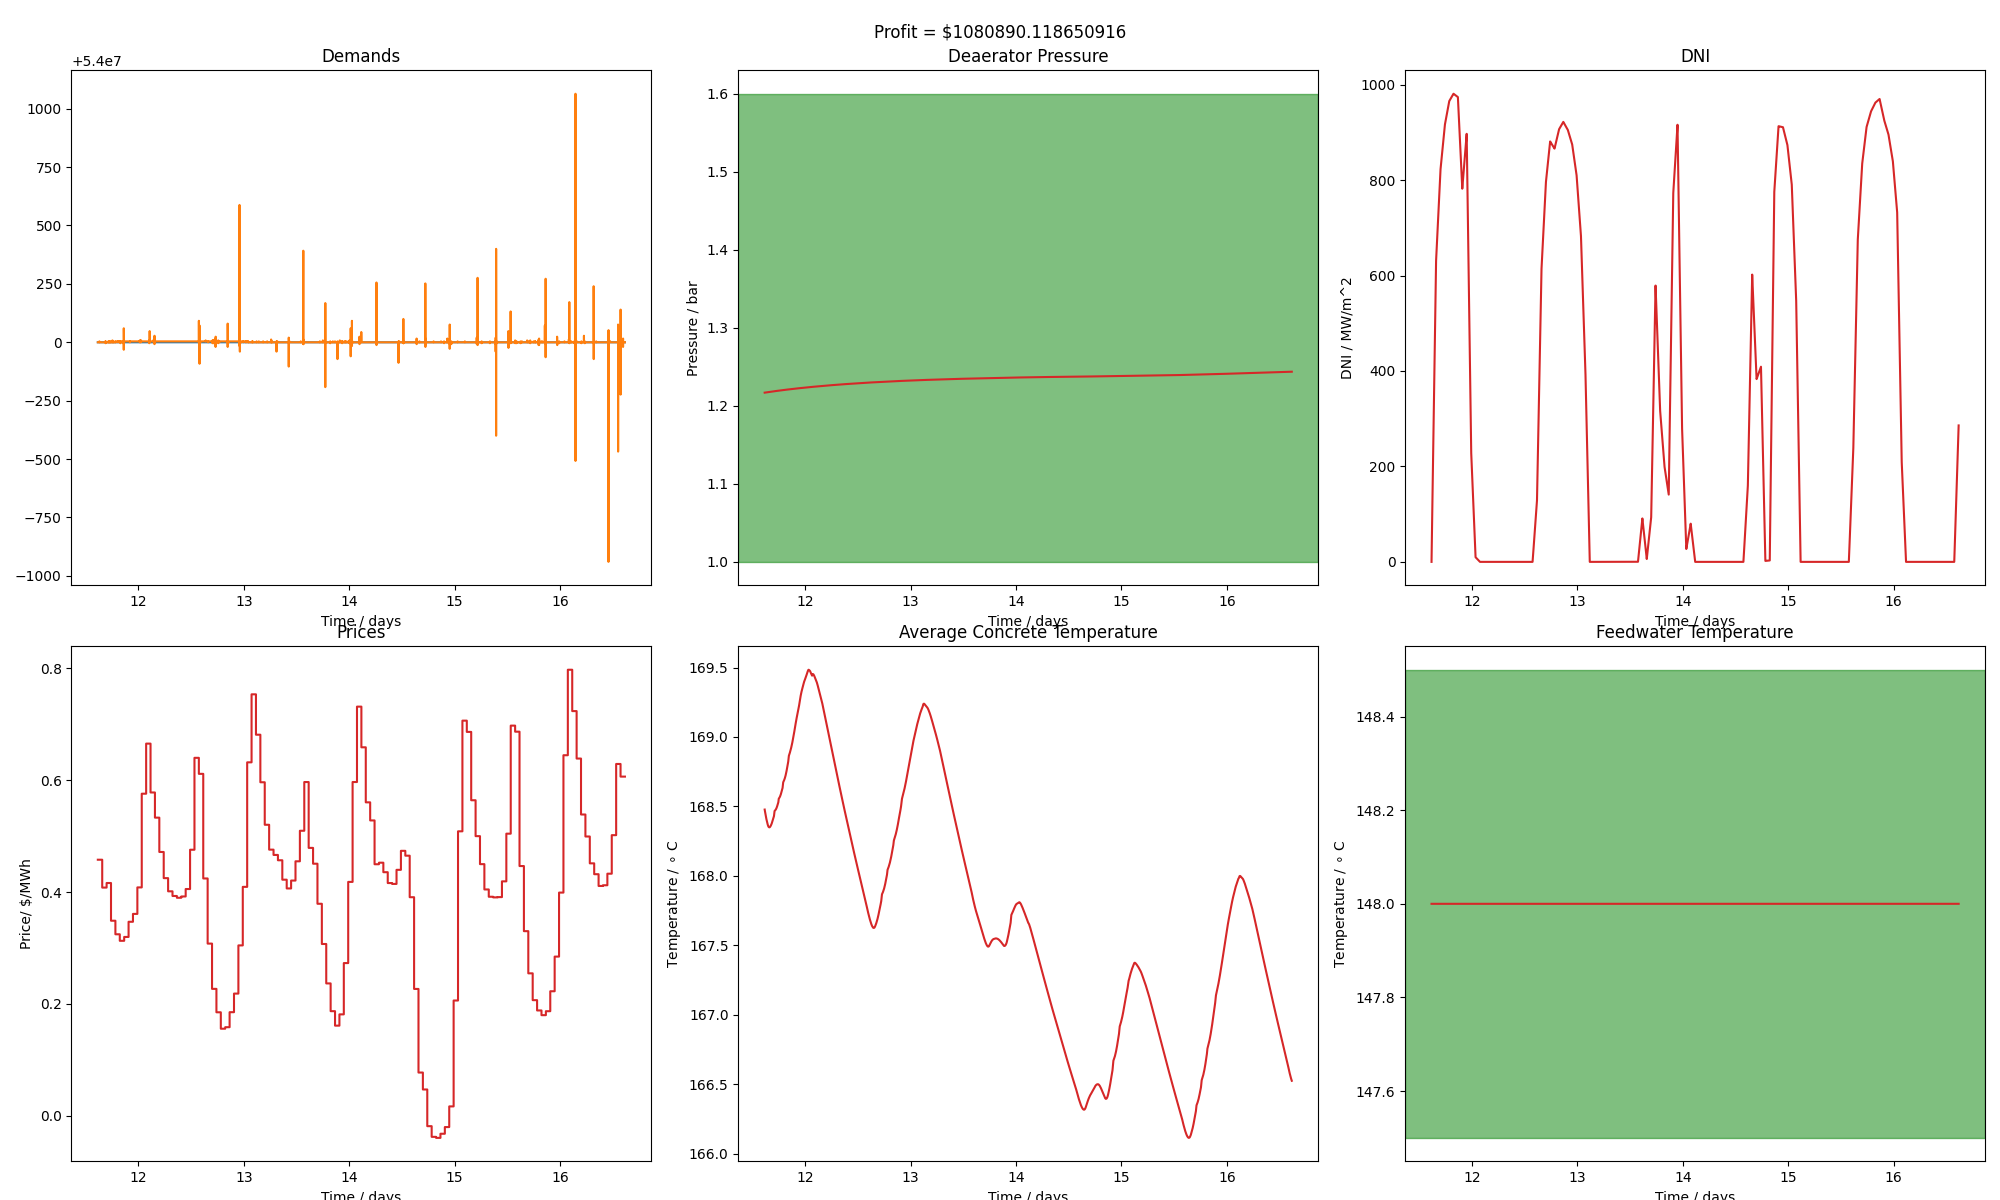 Profit = $1080890.118650916
Demands
+5.4e7
1000
750
500
250
0
−250
−500
−750
−1000
12 13 14 15 16
Time / days
Deaerator Pressure
Pressure / bar
1.6
1.5
1.4
1.3
1.2
1.1
1.0
12 13 14 15 16
Time / days
DNI
DNI / MW/m^2
1000
800
600
400
200
0
12 13 14 15 16
Time / days
Prices
Price/ $/MWh
0.8
0.6
0.4
0.2
0.0
12 13 14 15 16
Time / days
Average Concrete Temperature
Temperature / ∘ C
169.5
169.0
168.5
168.0
167.5
167.0
166.5
166.0
12 13 14 15 16
Time / days
Feedwater Temperature
Temperature / ∘ C
148.4
148.2
148.0
147.8
147.6
12 13 14 15 16
Time / days